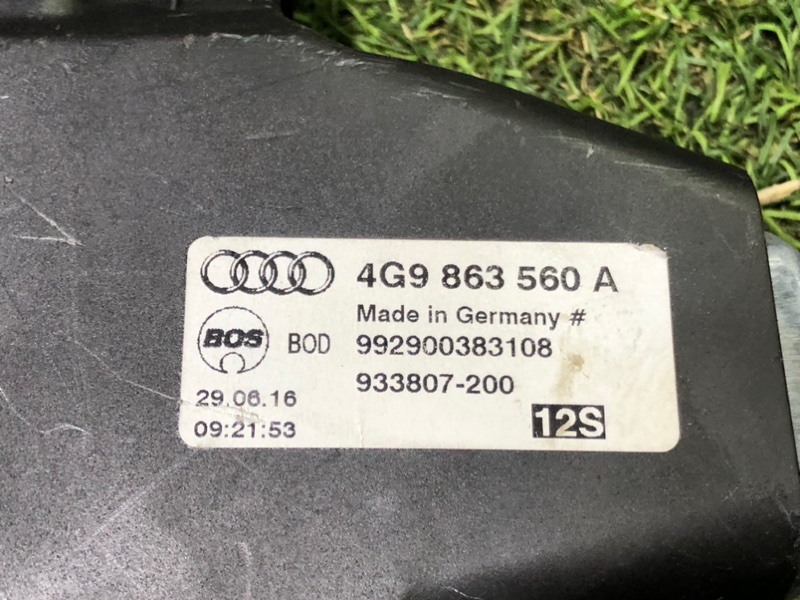 4G9 863 560 A
Made in Germany #
BOS BOD 992900383108
933807-200
29.06.16
09:21:53
12S